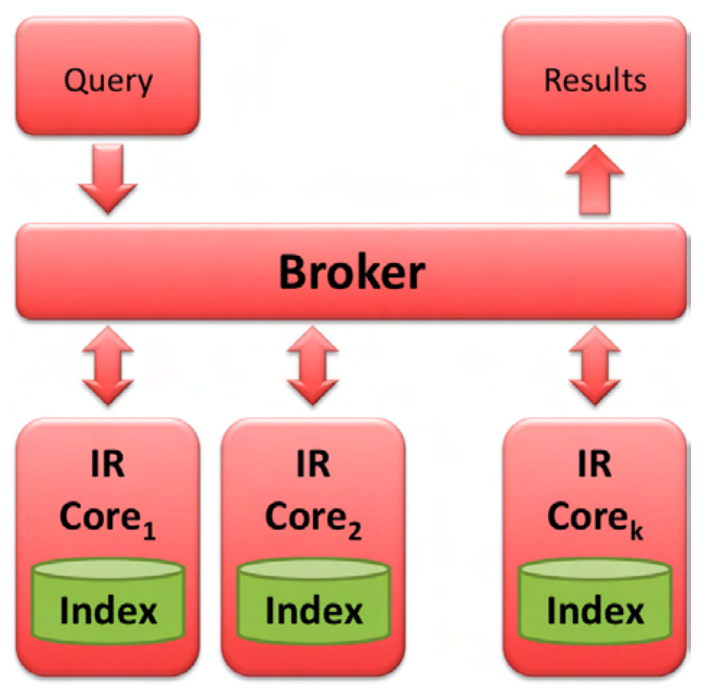 Query
Results
Broker
IR
Core₁
Index
IR
Core₂
Index
IR
Coreₖ
Index